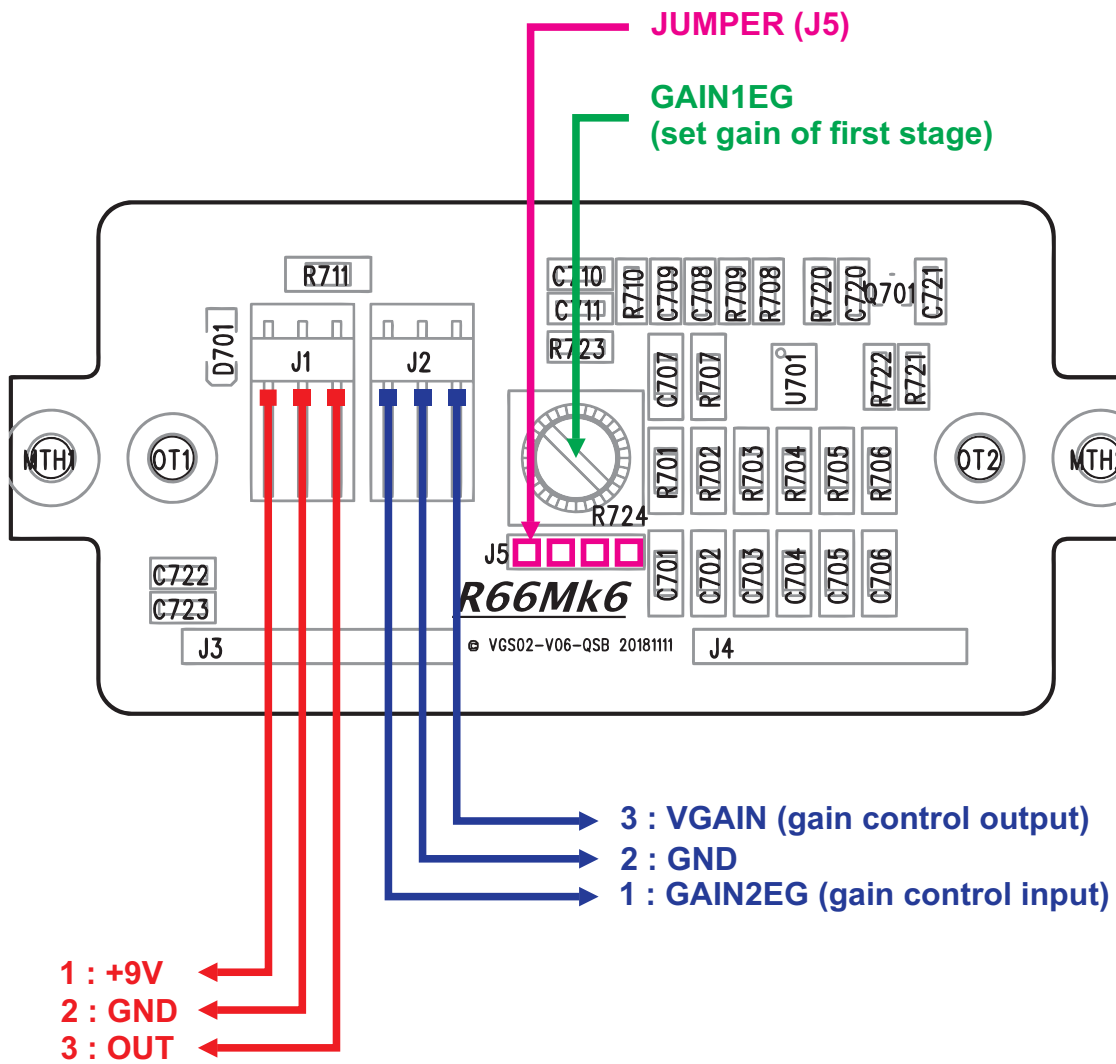 JUMPER (J5)
GAIN1EG
(set gain of first stage)
R711
C710
C711
R723
R710
C709
C708
R709
R708
R720
C720
Q701
C721
D701
J1
J2
C707
R707
U701
R722
R721
MTH1
OT1
R701
R702
R703
R704
R705
R706
OT2
R724
J5
C701
C702
C703
C704
C705
C706
C722
C723
R66Mk6
J3
© VGS02-V06-QSB 20181111
J4
3 : VGAIN (gain control output)
2 : GND
1 : GAIN2EG (gain control input)
1 : +9V
2 : GND
3 : OUT